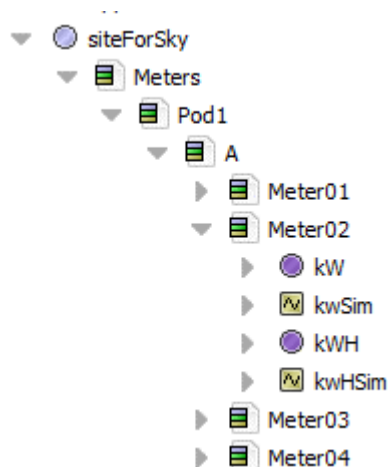 siteForSky
Meters
Pod1
A
Meter01
Meter02
kW
kwSim
kWH
kwHSim
Meter03
Meter04